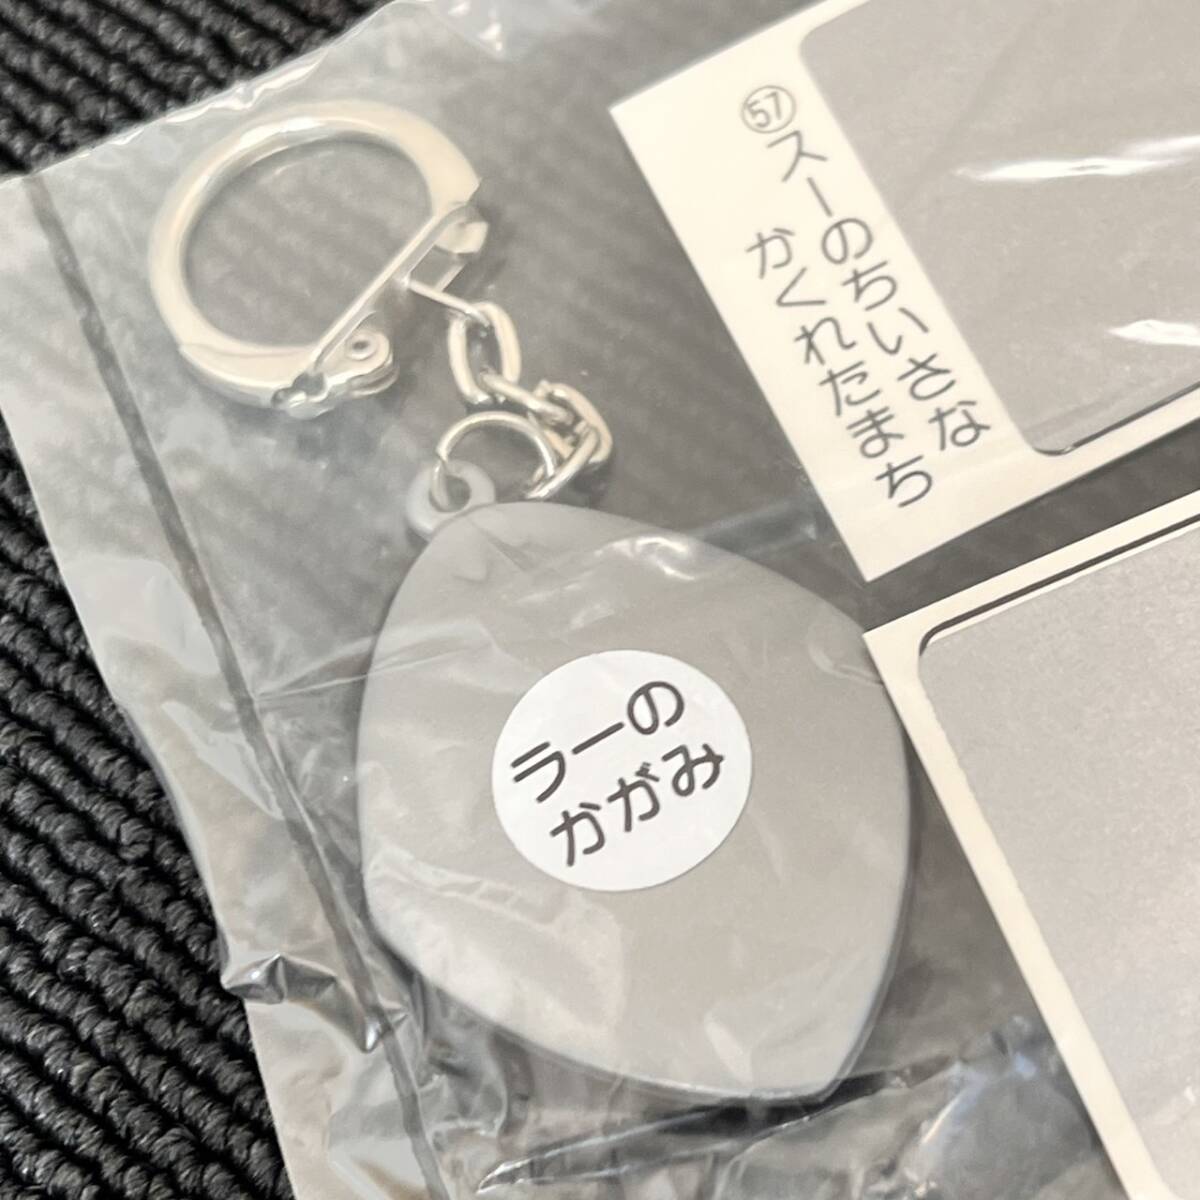 ㊼スーのちいさな
かくれたまち
ラーの
かがみ